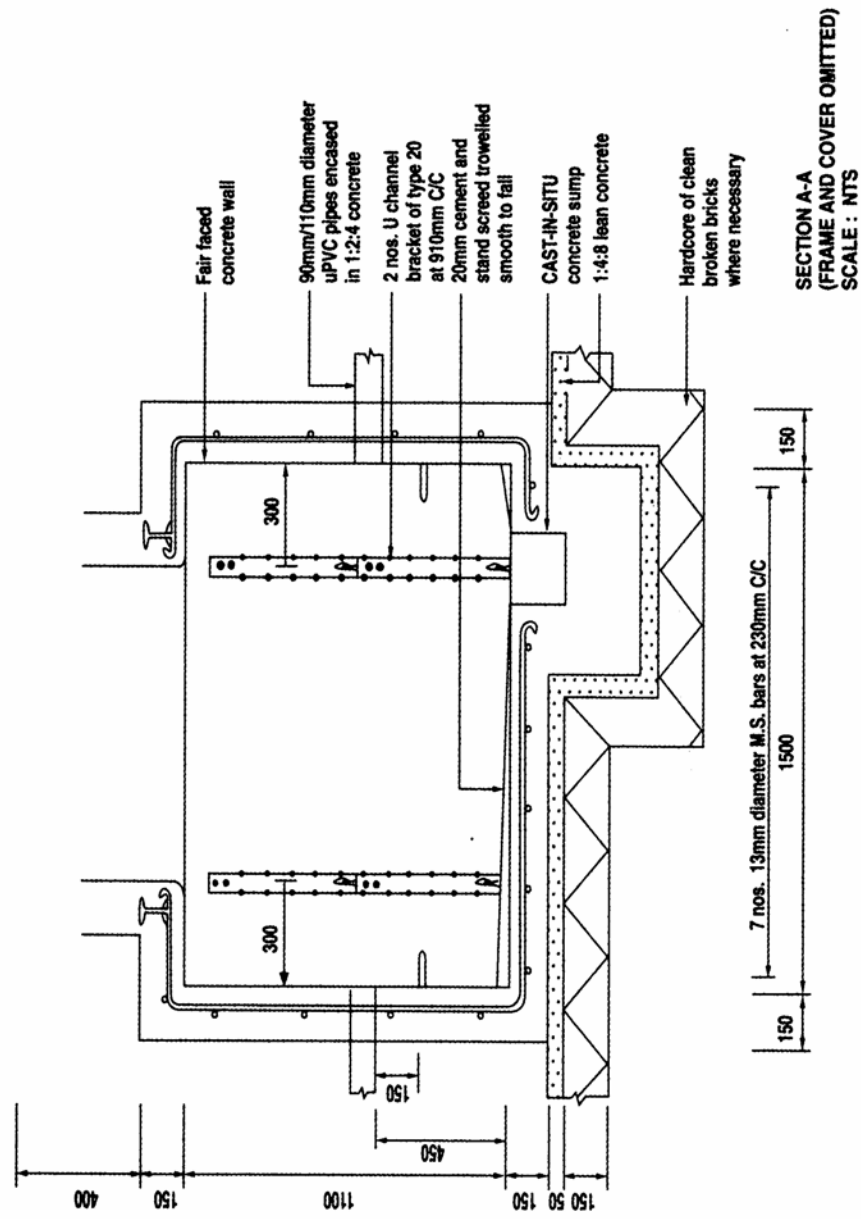 Fair faced
concrete wall
90mm/110mm diameter
uPVC pipes encased
in 1:2:4 concrete
2 nos. U channel
bracket of type 20
at 910mm C/C
20mm cement and
stand screed trowelled
smooth to fall
CAST-IN-SITU
concrete sump
1:4:8 lean concrete
Hardcore of clean
broken bricks
where necessary
300
300
400
150
1100
150
50
150
150
450
7 nos. 13mm diameter M.S. bars at 230mm C/C
150
1500
150
SECTION A-A
(FRAME AND COVER OMITTED)
SCALE : NTS